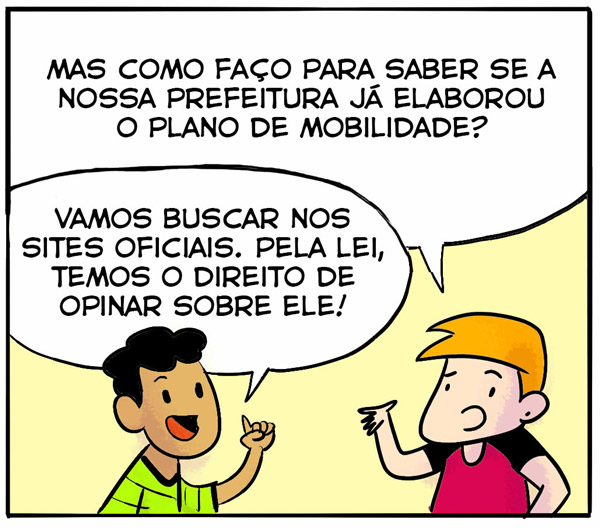 MAS COMO FAÇO PARA SABER SE A
NOSSA PREFEITURA JÁ ELABOROU
O PLANO DE MOBILIDADE?
VAMOS BUSCAR NOS
SITES OFICIAIS. PELA LEI,
TEMOS O DIREITO DE
OPINAR SOBRE ELE!